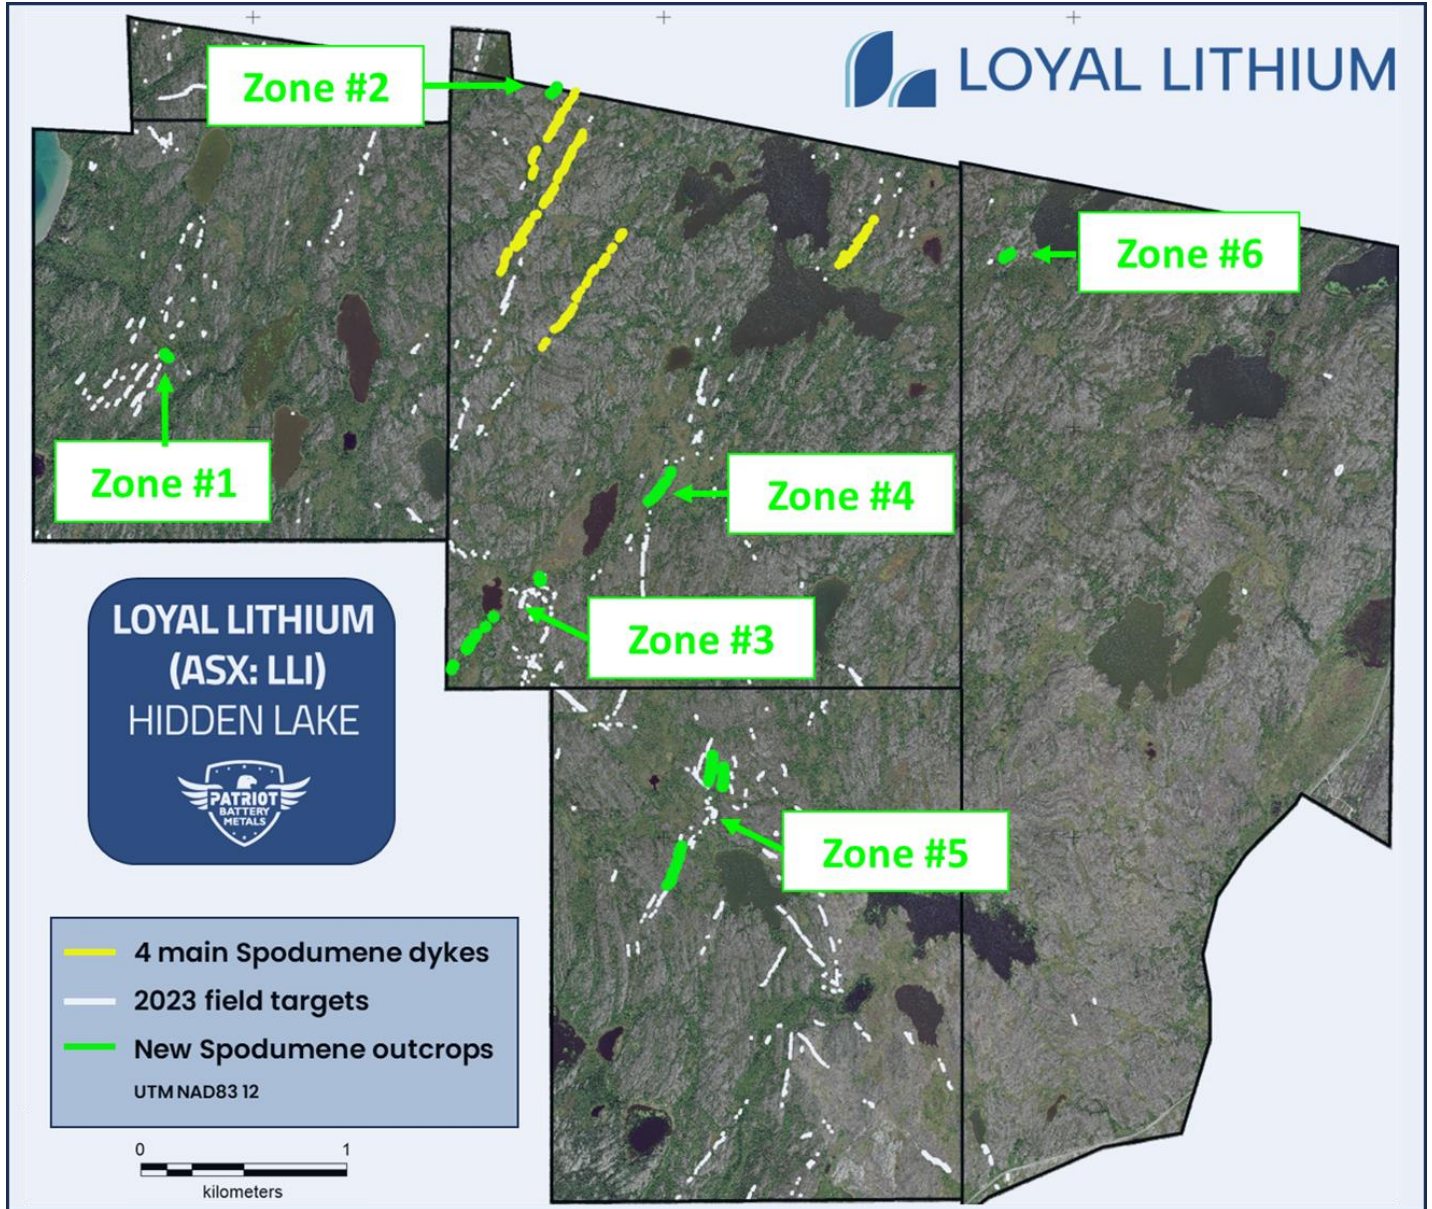 LOYAL LITHIUM
Zone #2
Zone #6
Zone #1
Zone #4
Zone #3
Zone #5
LOYAL LITHIUM
(ASX: LLI)
HIDDEN LAKE
PATRIOT
BATTERY
METALS
4 main Spodumene dykes
2023 field targets
New Spodumene outcrops
UTM NAD83 12
0 1
kilometers